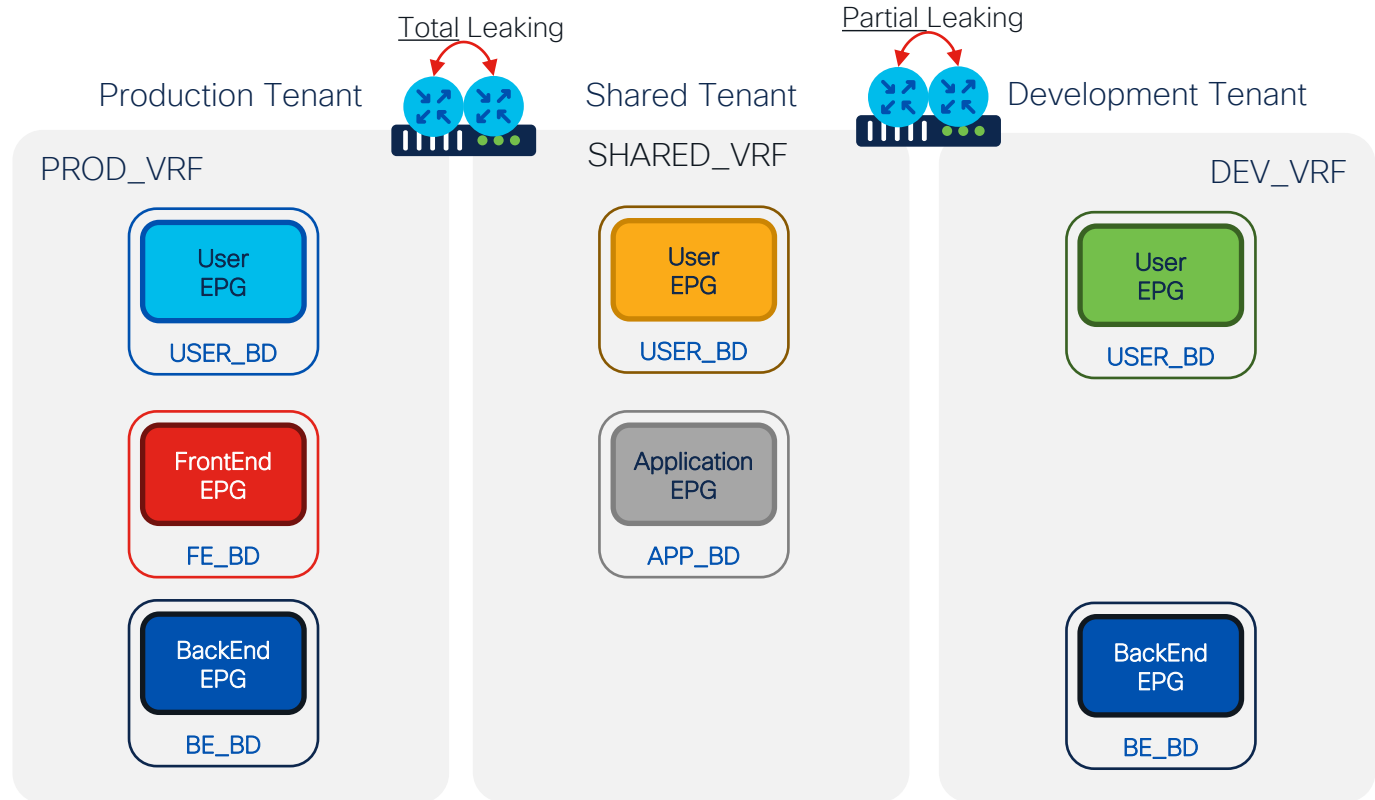 Total Leaking
Partial Leaking
Production Tenant
Shared Tenant
Development Tenant
PROD_VRF
SHARED_VRF
DEV_VRF
User
EPG
USER_BD
User
EPG
USER_BD
User
EPG
USER_BD
FrontEnd
EPG
FE_BD
Application
EPG
APP_BD
BackEnd
EPG
BE_BD
BackEnd
EPG
BE_BD